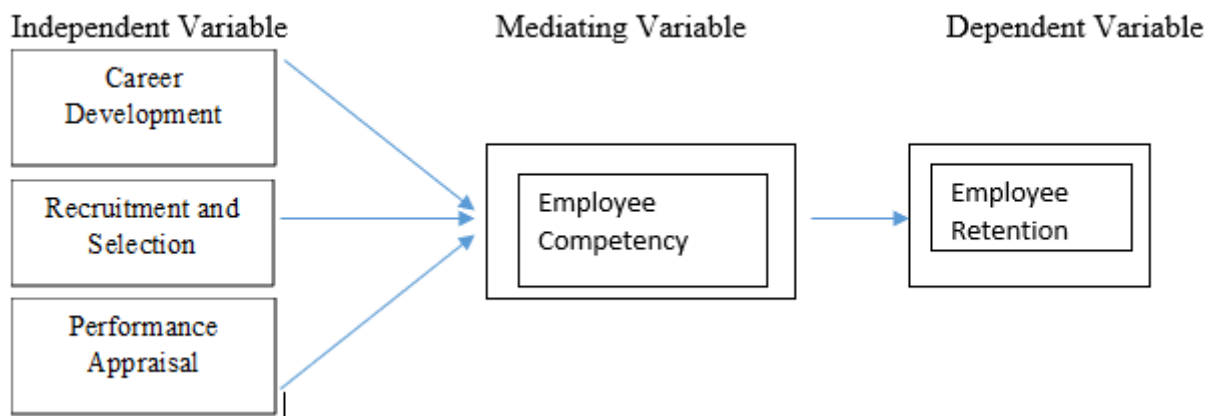 Independent Variable
Mediating Variable
Dependent Variable
Career
Development
Recruitment and
Selection
Performance
Appraisal
Employee
Competency
Employee
Retention